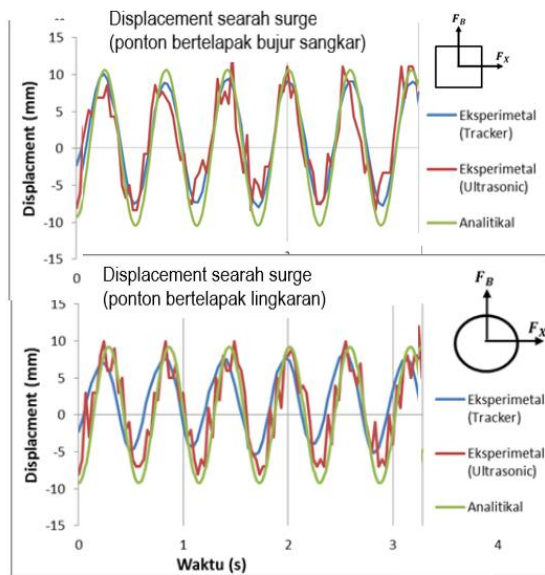 Displacement searah surge
(ponton bertelapak bujur sangkar)
Displacment (mm)
15
10
5
0
-5
-10
-15
0
F_B
F_X
Eksperimetal
(Tracker)
Eksperimetal
(Ultrasonic)
Analitikal
Displacement searah surge
(ponton bertelapak lingkaran)
Displacment (mm)
15
10
5
0
-5
-10
-15
0
1
2
3
4
Waktu (s)
F_B
F_X
Eksperimetal
(Tracker)
Eksperimetal
(Ultrasonic)
Analitikal